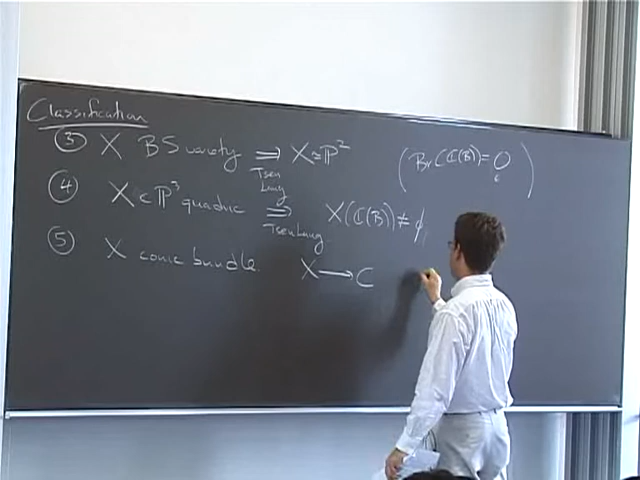 Classification
③ X BS variety ⟹ X ≃ ℙ² (Br(ℂ(B)) = 0)
Tsen
Lang
④ X ⊂ ℙ³ quadric ⟹ X(ℂ(B)) ≠ ∅
Tsen Lang
⑤ X conic bundle X ⟶ C